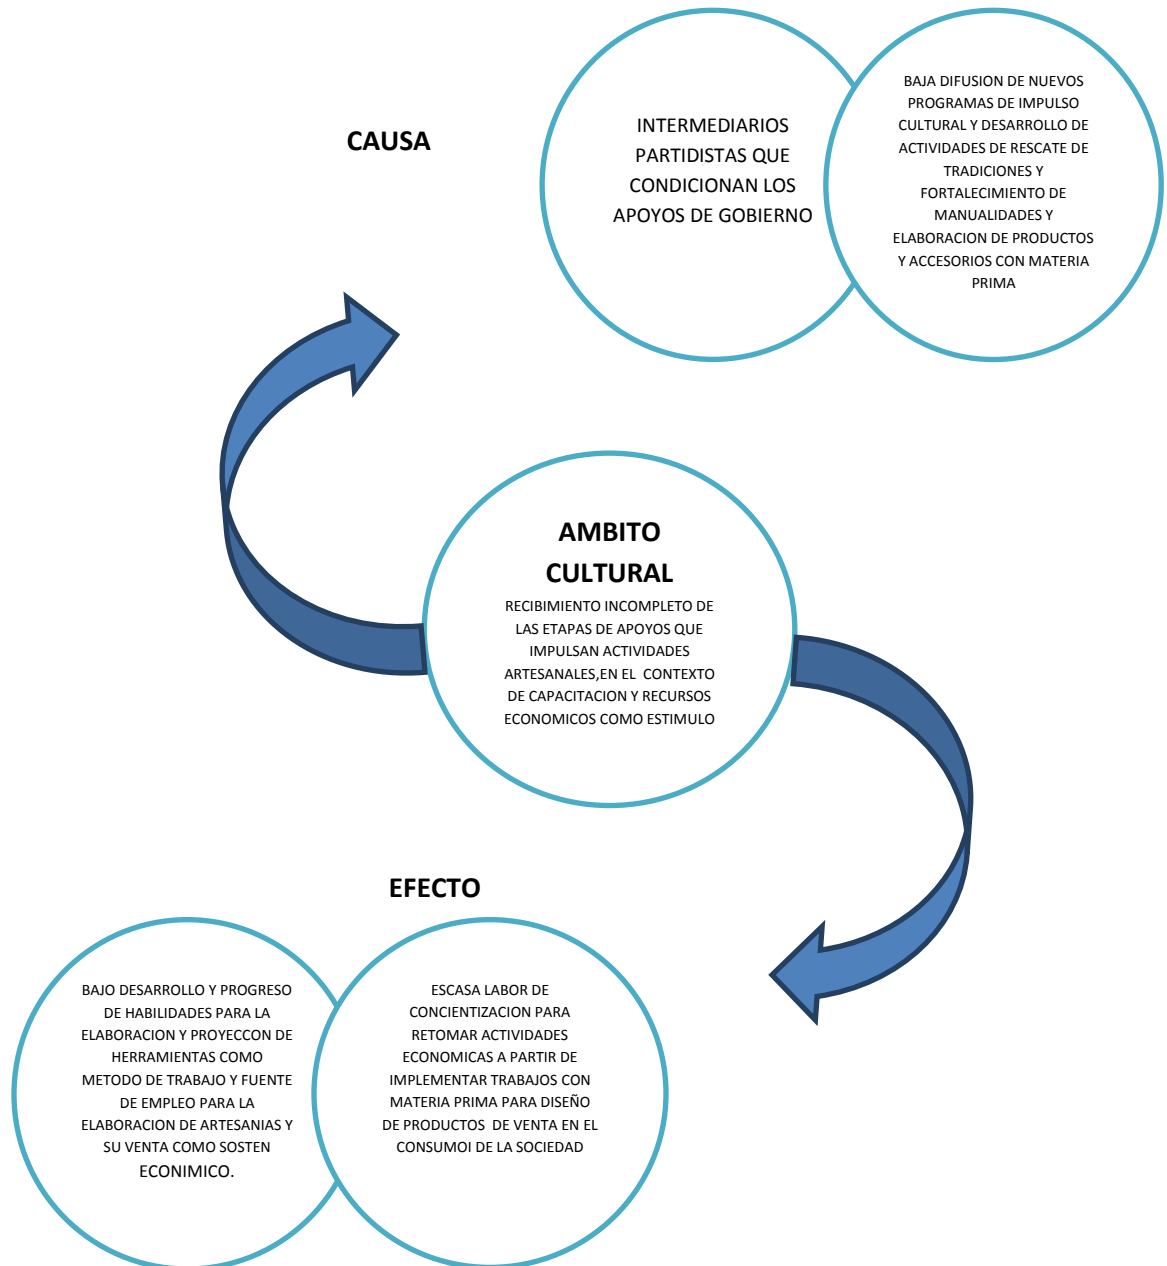 CAUSA
INTERMEDIARIOS
PARTIDISTAS QUE
CONDICIONAN LOS
APOYOS DE GOBIERNO
BAJA DIFUSION DE NUEVOS
PROGRAMAS DE IMPULSO
CULTURAL Y DESARROLLO DE
ACTIVIDADES DE RESCATE DE
TRADICIONES Y
FORTALECIMIENTO DE
MANUALIDADES Y
ELABORACION DE PRODUCTOS
Y ACCESORIOS CON MATERIA
PRIMA
AMBITO
CULTURAL
RECIBIMIENTO INCOMPLETO DE
LAS ETAPAS DE APOYOS QUE
IMPULSAN ACTIVIDADES
ARTESANALES,EN EL  CONTEXTO
DE CAPACITACION Y RECURSOS
ECONOMICOS COMO ESTIMULO
EFECTO
BAJO DESARROLLO Y PROGRESO
DE HABILIDADES PARA LA
ELABORACION Y PROYECCON DE
HERRAMIENTAS COMO
METODO DE TRABAJO Y FUENTE
DE EMPLEO PARA LA
ELABORACION DE ARTESANIAS Y
SU VENTA COMO SOSTEN
ECONIMICO.
ESCASA LABOR DE
CONCIENTIZACION PARA
RETOMAR ACTIVIDADES
ECONOMICAS A PARTIR DE
IMPLEMENTAR TRABAJOS CON
MATERIA PRIMA PARA DISEÑO
DE PRODUCTOS  DE VENTA EN EL
CONSUMOI DE LA SOCIEDAD